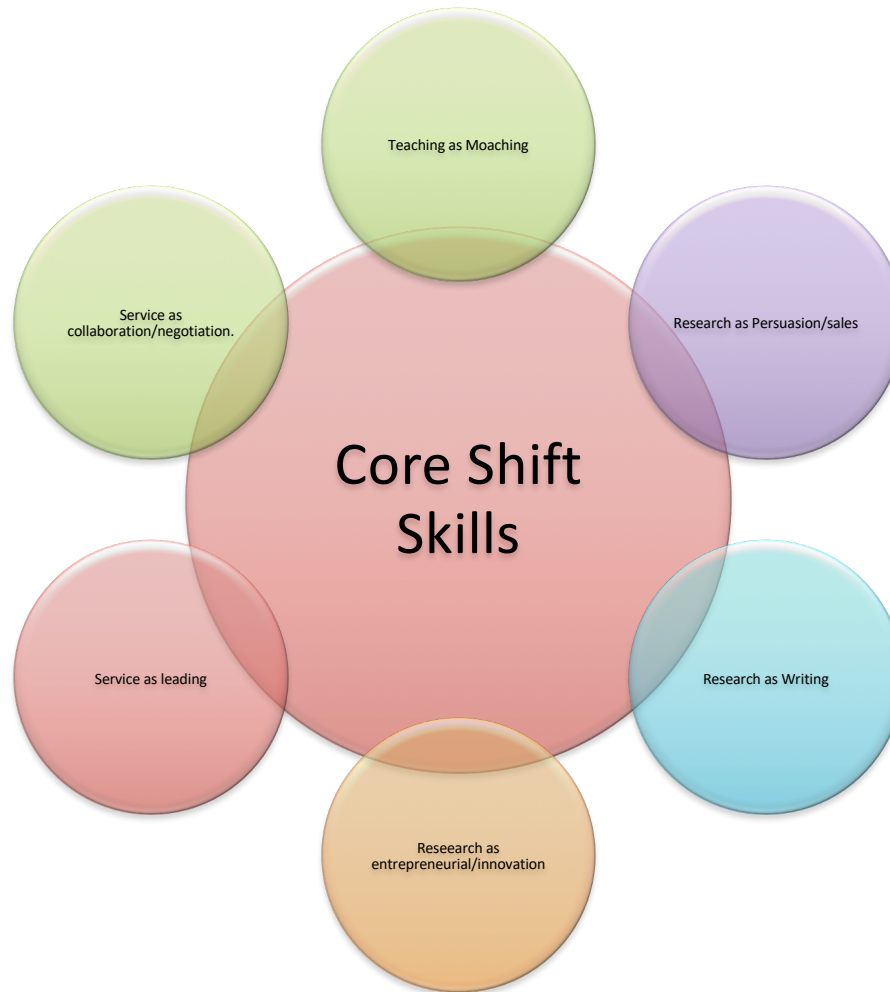 Teaching as Moaching
Service as
collaboration/negotiation.
Research as Persuasion/sales
Core Shift
Skills
Service as leading
Research as Writing
Reseearch as
entrepreneurial/innovation